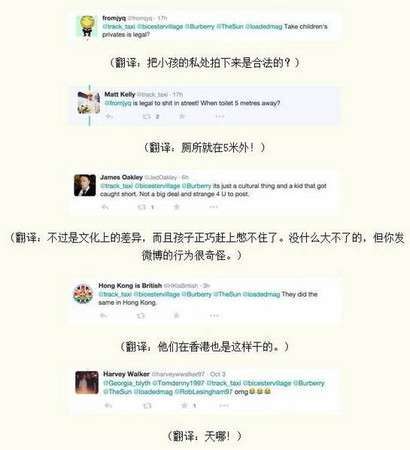 fromjyq @fromjyq · 17h
@track_taxi @bicestervillage @Burberry @TheSun @loadedmag Take children's
privates is legal?
(翻译：把小孩的私处拍下来是合法的？)
Matt Kelly @track_taxi · 17h
@fromjyq is legal to shit in street! When toilet 5 metres away?
2
(翻译：厕所就在5米外！)
James Oakley @JedOakley · 6h
@track_taxi @bicestervillage @Burberry its just a cultural thing and a kid that got
caught short. Not a big deal and strange 4 U to post.
1
(翻译：不过是文化上的差异，而且孩子正巧赶上憋不住了。没什么大不了的，但你发
微博的行为很奇怪。)
Hong Kong is British @HKisBritish · 3h
@track_taxi @bicestervillage @Burberry @TheSun @loadedmag They did the
same in Hong Kong.
(翻译：他们在香港也是这样干的。)
Harvey Walker @harveywwalker97 · Oct 3
@Georgia_blyth @Tomdenny1997 @track_taxi @bicestervillage @Burberry
@TheSun @loadedmag @RobLesingham97 omg😂😂😂
1
(翻译：天哪！)